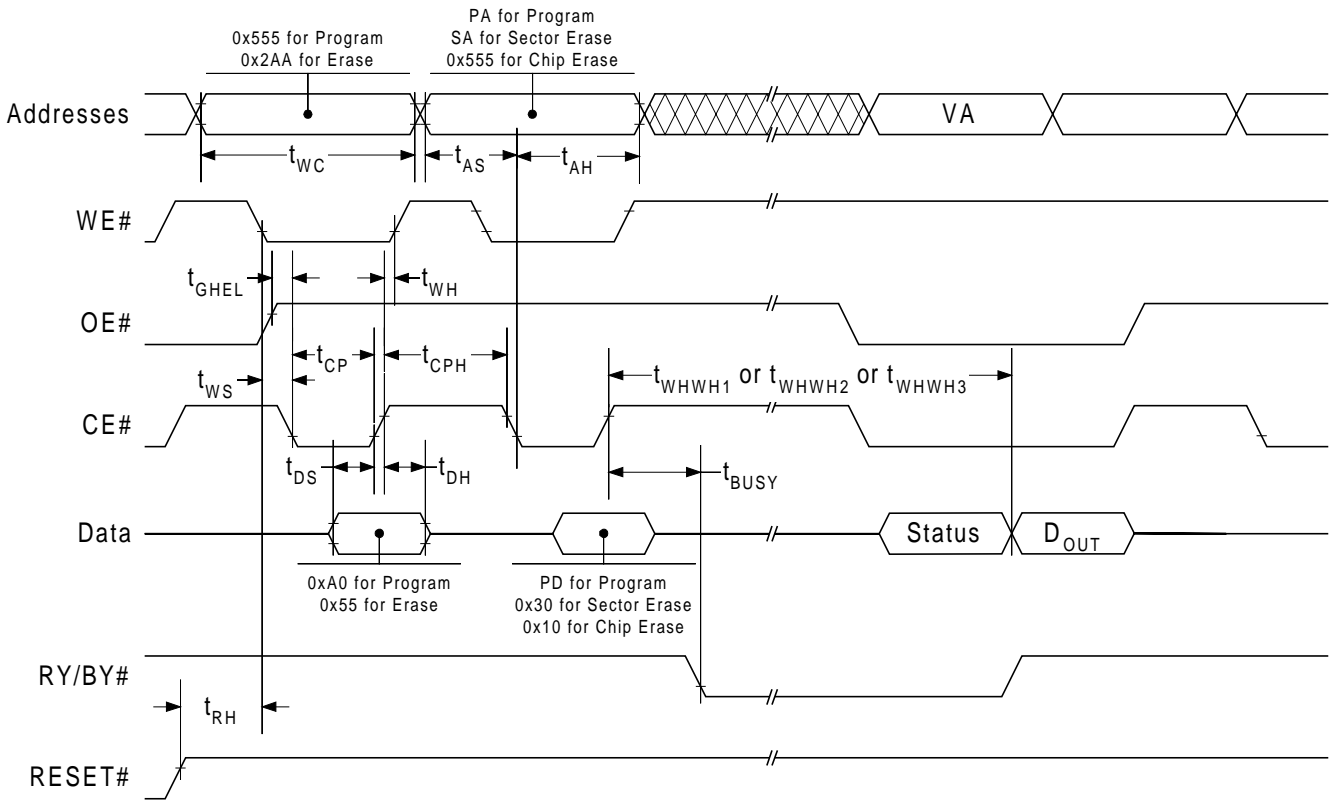 0x555 for Program
0x2AA for Erase
PA for Program
SA for Sector Erase
0x555 for Chip Erase
Addresses
VA
tWC
tAS
tAH
WE#
tGHEL
tWH
OE#
tCP
tCPH
tWS
tWHWH1 or tWHWH2 or tWHWH3
CE#
tDS
tDH
tBUSY
Data
Status
DOUT
0xA0 for Program
0x55 for Erase
PD for Program
0x30 for Sector Erase
0x10 for Chip Erase
RY/BY#
tRH
RESET#